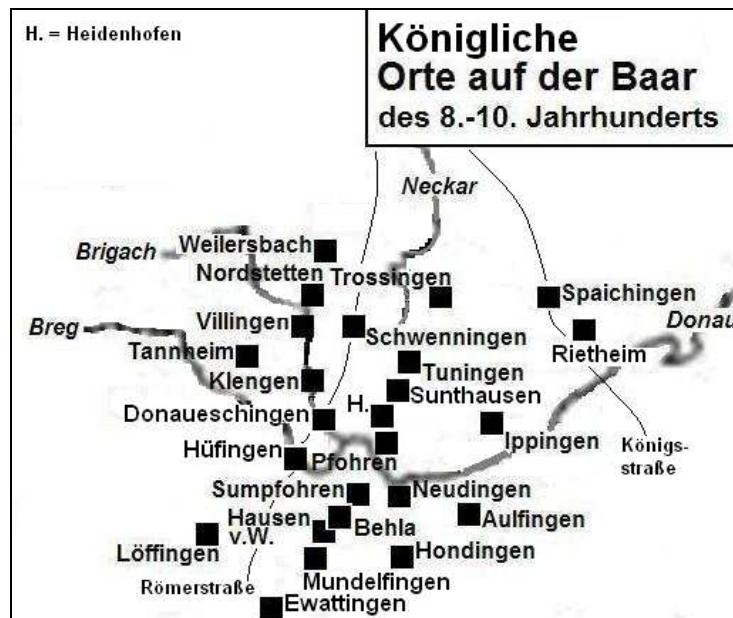 H. = Heidenhofen
Königliche
Orte auf der Baar
des 8.-10. Jahrhunderts
Neckar
Brigach
Weilersbach
Nordstetten
Trossingen
Spaichingen
Donau
Breg
Villingen
Schwenningen
Rietheim
Tannheim
Tuningen
Klengen
Sunthausen
Donaueschingen
H.
Ippingen
Königs-
straße
Hüfingen
Pfohren
Sumpfohren
Neudingen
Hausen
v.W.
Behla
Aulfingen
Löffingen
Hondingen
Mundelfingen
Römerstraße
Ewattingen